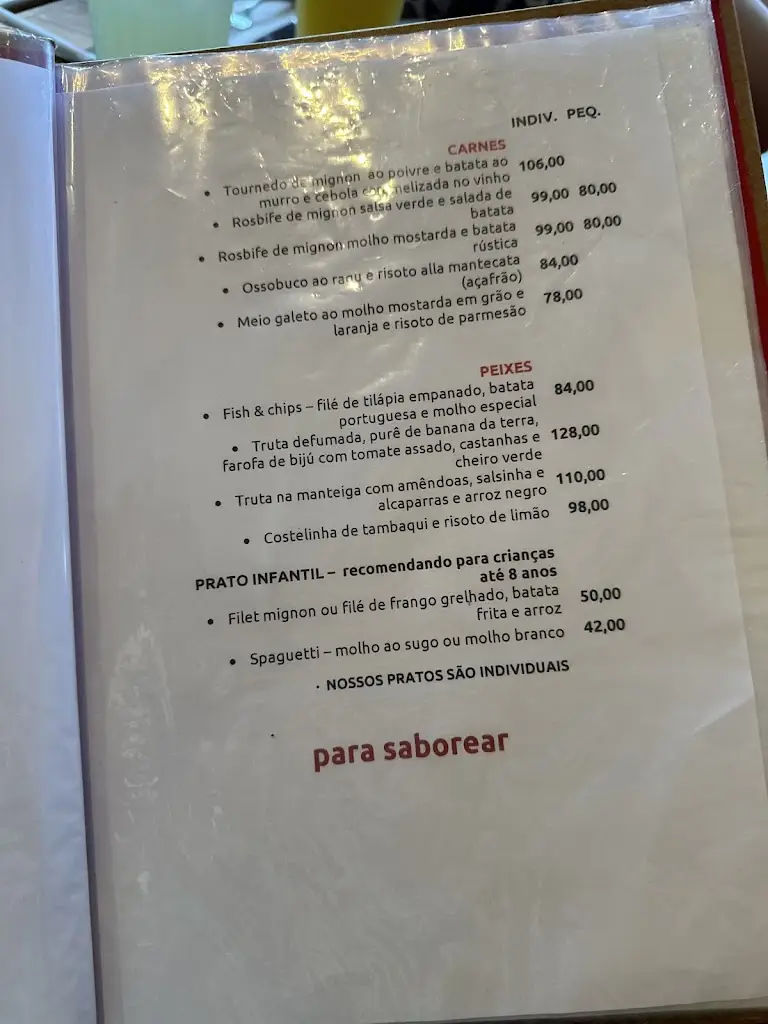 INDIV. PEQ.
CARNES
Tournedo de mignon ao poivre e batata ao 106,00
murro e cebola caramelizada no vinho
Rosbife de mignon salsa verde e salada de 99,00 80,00
batata
Rosbife de mignon molho mostarda e batata 99,00 80,00
rústica
Ossobuco ao ragu e risoto alla mantecata 84,00
(açafrão)
Meio galeto ao molho mostarda em grão e 78,00
laranja e risoto de parmesão
PEIXES
Fish & chips – filé de tilápia empanado, batata 84,00
portuguesa e molho especial
Truta defumada, purê de banana da terra,
farofa de bijú com tomate assado, castanhas e 128,00
cheiro verde
Truta na manteiga com amêndoas, salsinha e 110,00
alcaparras e arroz negro
Costelinha de tambaqui e risoto de limão 98,00
PRATO INFANTIL – recomendando para crianças
até 8 anos
Filet mignon ou filé de frango grelhado, batata 50,00
frita e arroz
Spaguetti – molho ao sugo ou molho branco 42,00
· NOSSOS PRATOS SÃO INDIVIDUAIS
para saborear